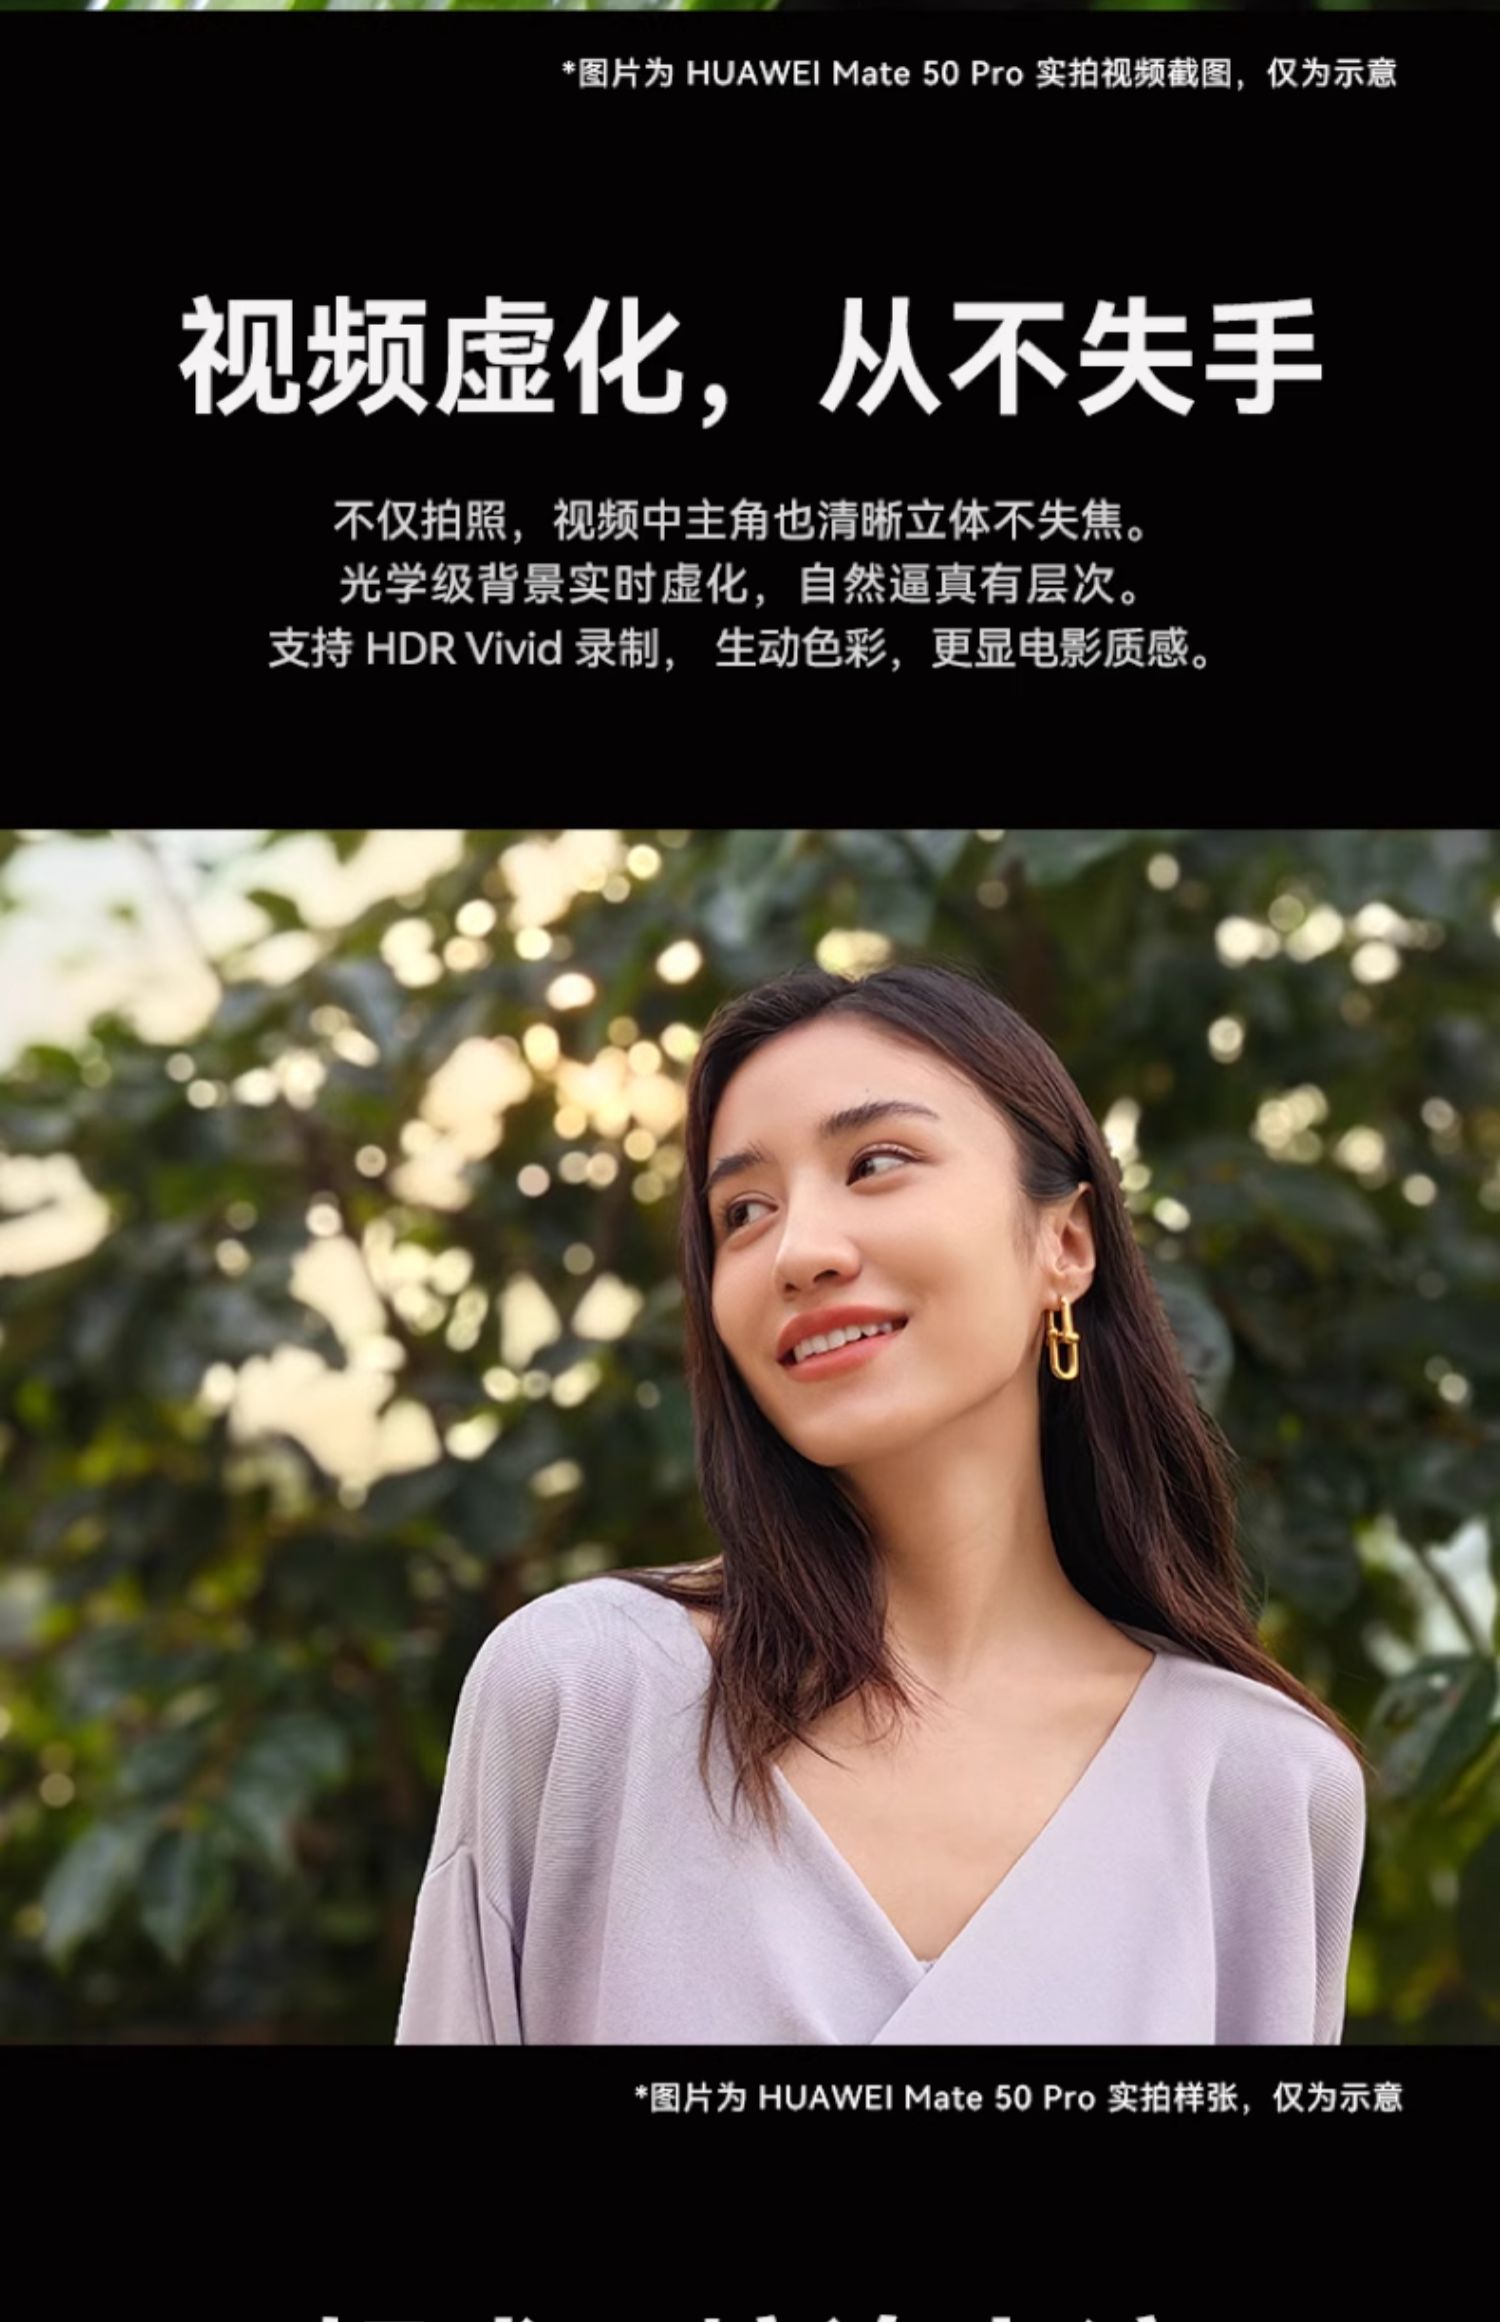 *图片为 HUAWEI Mate 50 Pro 实拍视频截图，仅为示意
视频虚化，从不失手
不仅拍照，视频中主角也清晰立体不失焦。
光学级背景实时虚化，自然逼真有层次。
支持 HDR Vivid 录制， 生动色彩，更显电影质感。
*图片为 HUAWEI Mate 50 Pro 实拍样张，仅为示意